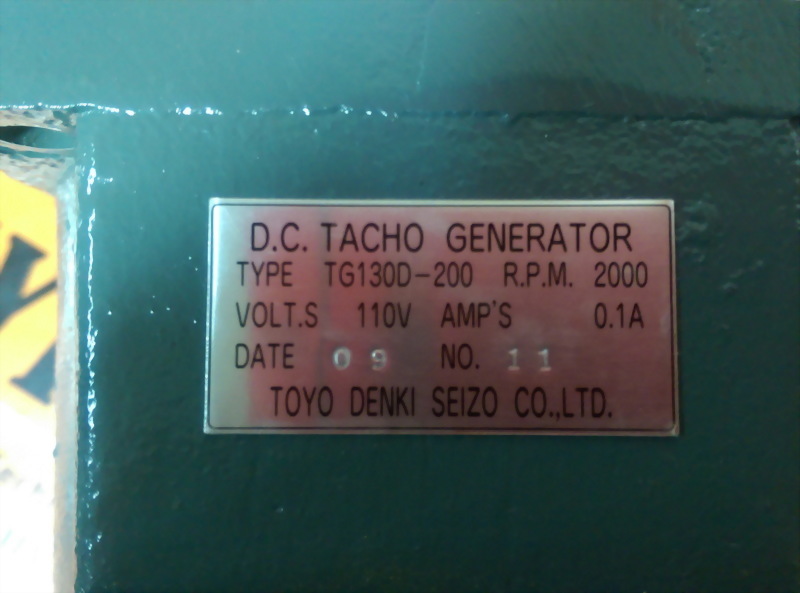 D.C. TACHO GENERATOR
TYPE TG130D-200 R.P.M. 2000
VOLT.S 110V AMP'S 0.1A
DATE 09 NO. 11
TOYO DENKI SEIZO CO.,LTD.